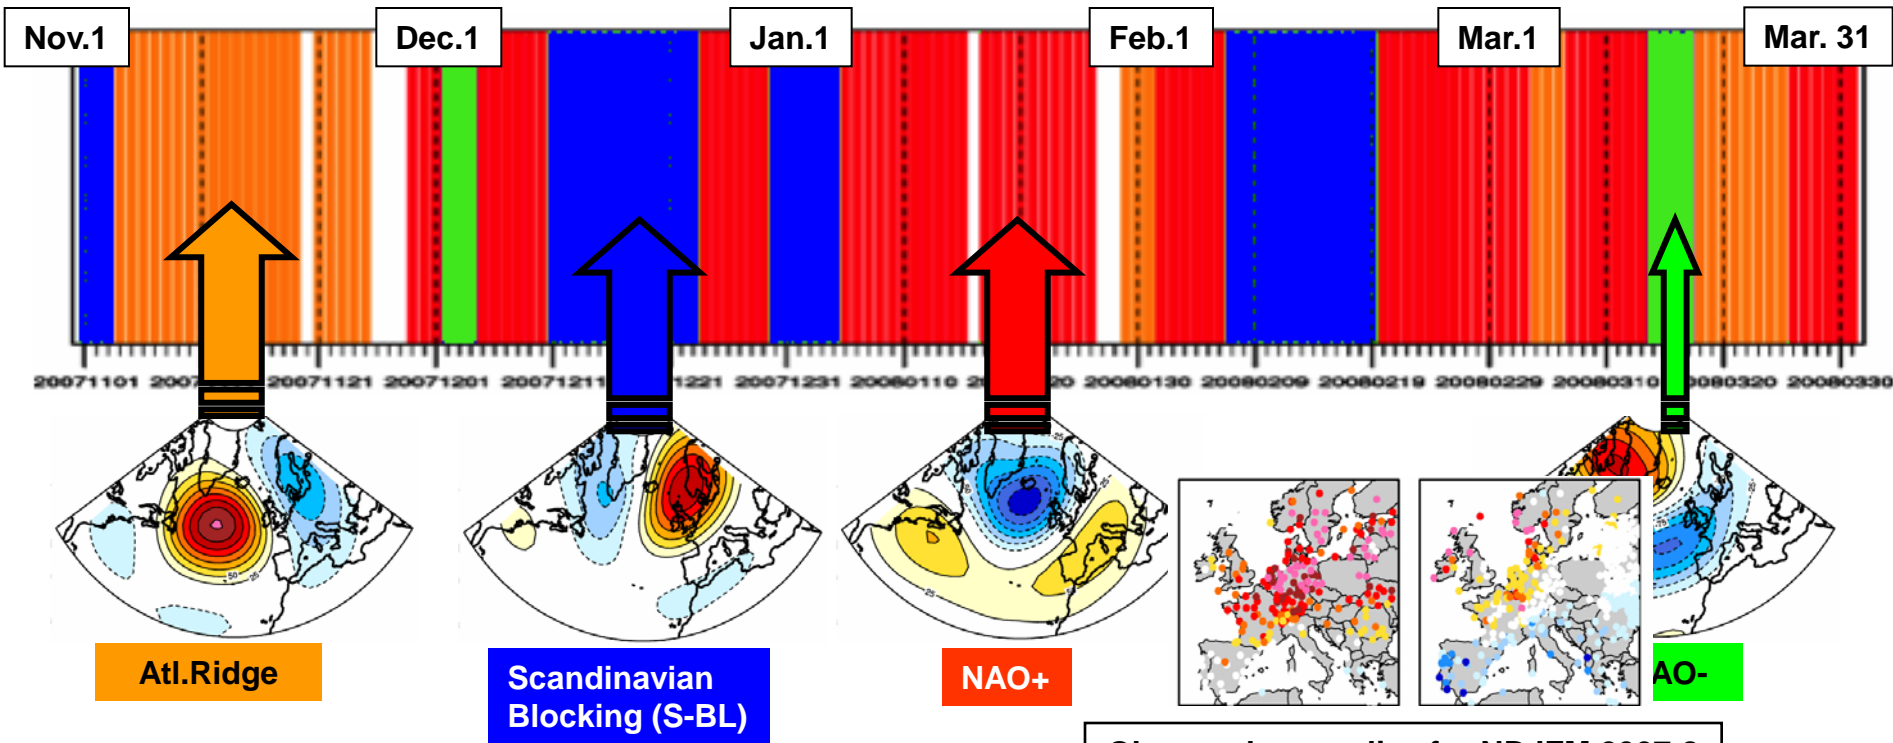 Nov.1 Dec.1 Jan.1 Feb.1 Mar.1 Mar. 31
20071101 20071121 20071201 20071231 20080110 20080130 20080209 20080219 20080229 20080310 20080330
Atl.Ridge
Scandinavian
Blocking (S-BL)
NAO+
AO-